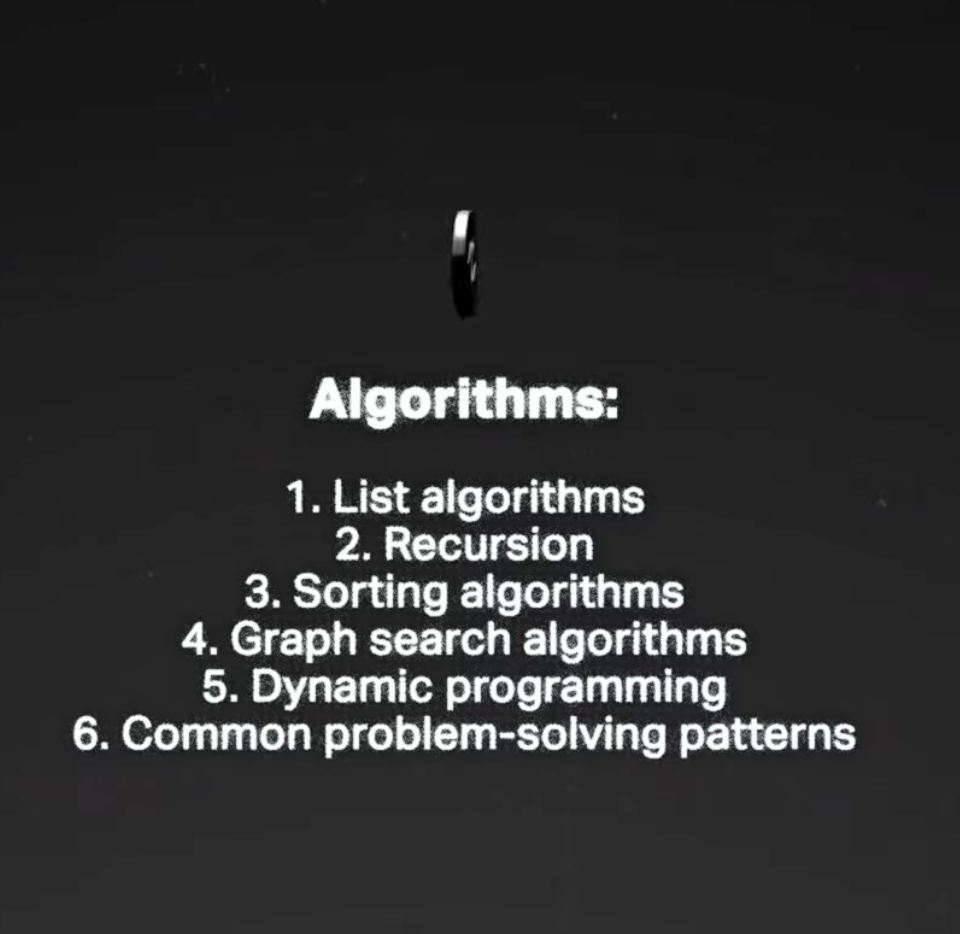 Algorithms:
1. List algorithms
2. Recursion
3. Sorting algorithms
4. Graph search algorithms
5. Dynamic programming
6. Common problem-solving patterns